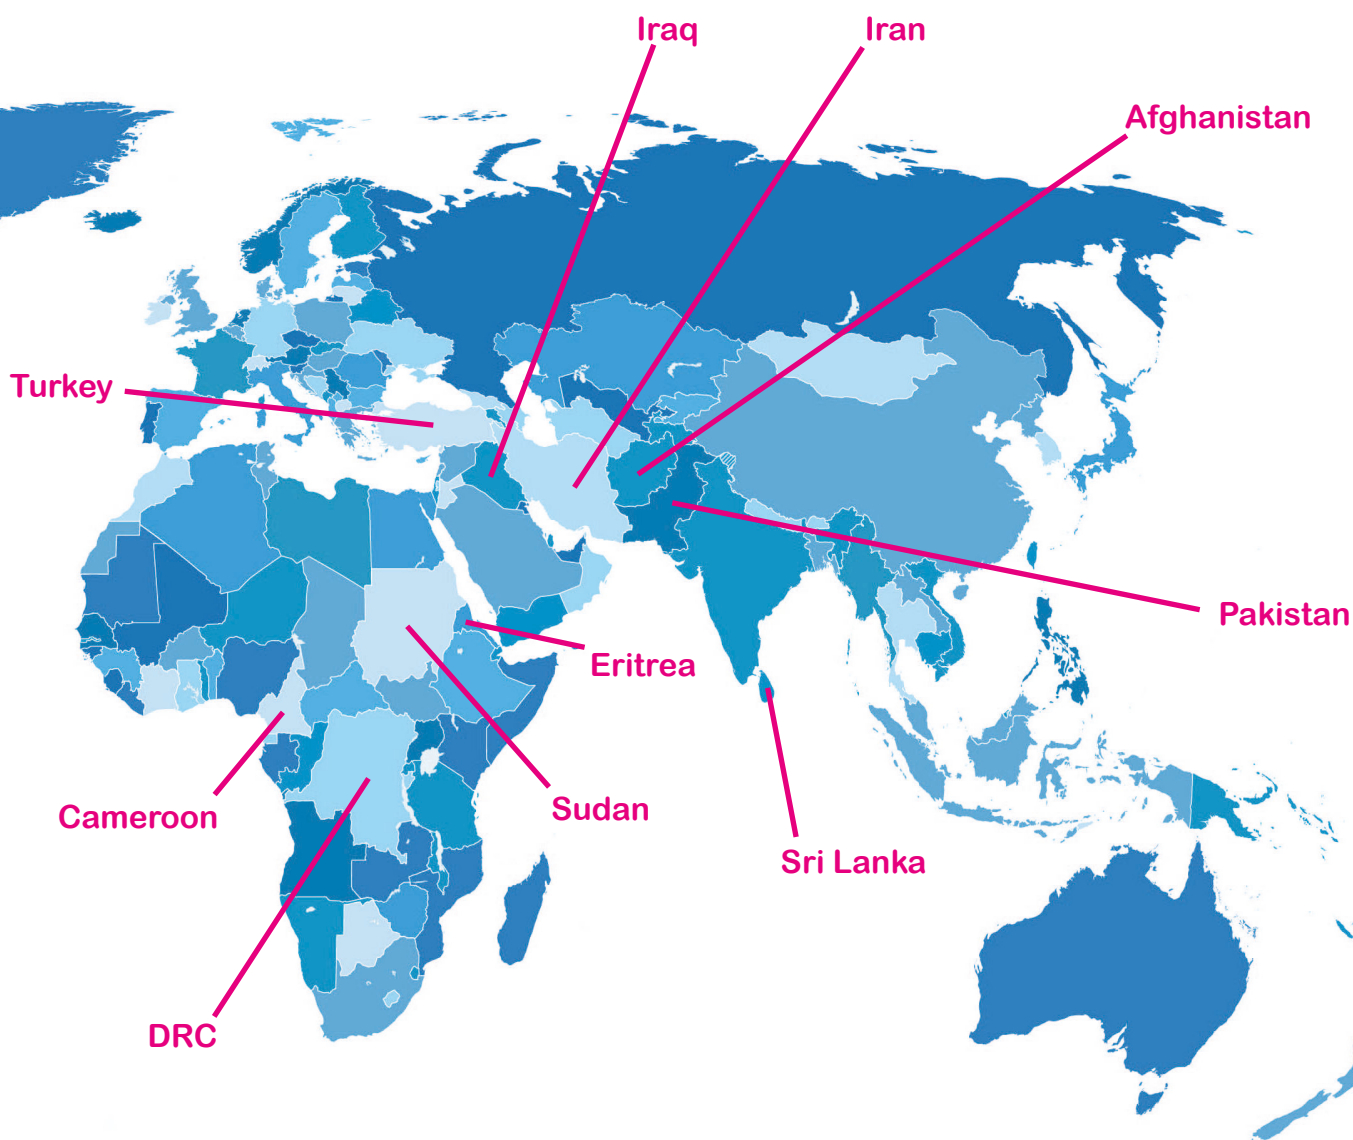 Iraq
Iran
Afghanistan
Turkey
Pakistan
Eritrea
Sudan
Cameroon
Sri Lanka
DRC